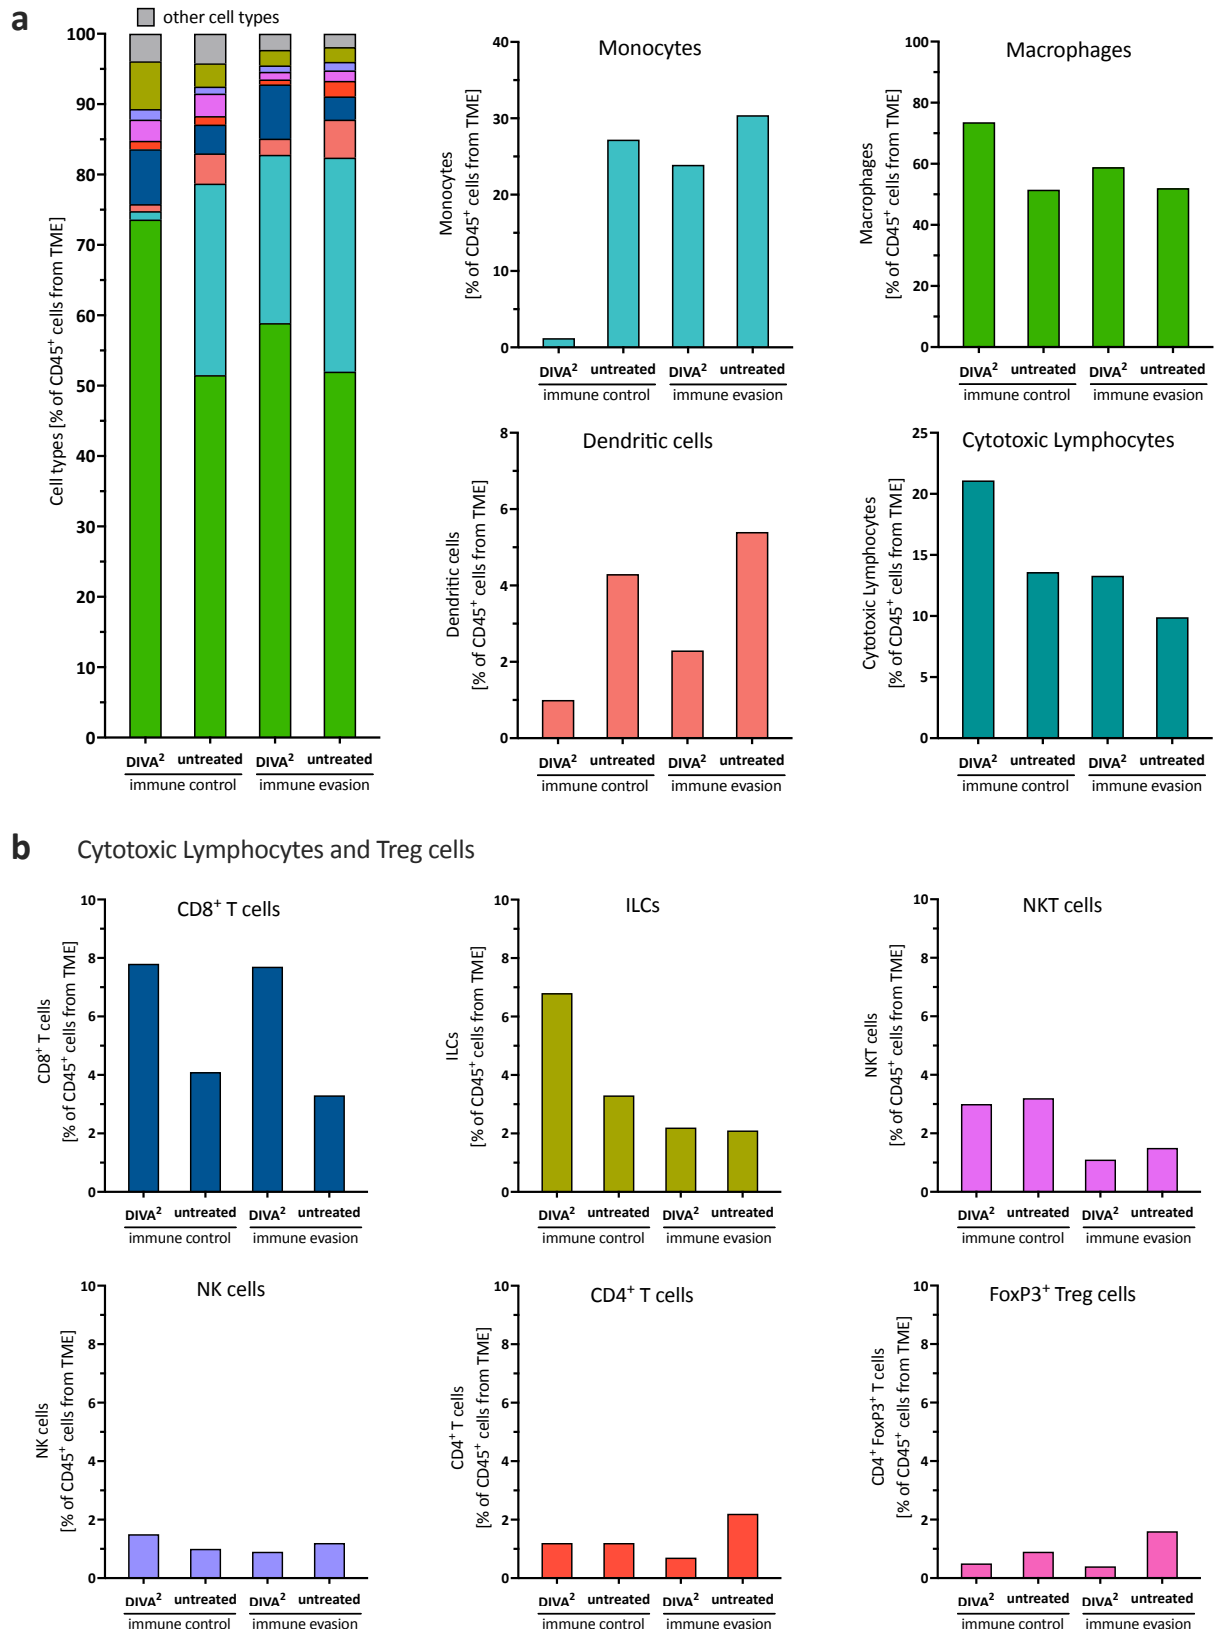 a
other cell types
Cell types [% of CD45⁺ cells from TME]
100
90
80
70
60
50
40
30
20
10
0
DIVA² untreated DIVA² untreated
immune control immune evasion
Monocytes
Monocytes
[% of CD45⁺ cells from TME]
40
30
20
10
0
DIVA² untreated DIVA² untreated
immune control immune evasion
Macrophages
Macrophages
[% of CD45⁺ cells from TME]
100
80
60
40
20
0
DIVA² untreated DIVA² untreated
immune control immune evasion
Dendritic cells
Dendritic cells
[% of CD45⁺ cells from TME]
8
6
4
2
0
DIVA² untreated DIVA² untreated
immune control immune evasion
Cytotoxic Lymphocytes
Cytotoxic Lymphocytes
[% of CD45⁺ cells from TME]
25
20
15
10
5
0
DIVA² untreated DIVA² untreated
immune control immune evasion
b Cytotoxic Lymphocytes and Treg cells
CD8⁺ T cells
CD8⁺ T cells
[% of CD45⁺ cells from TME]
10
8
6
4
2
0
DIVA² untreated DIVA² untreated
immune control immune evasion
ILCs
ILCs
[% of CD45⁺ cells from TME]
10
8
6
4
2
0
DIVA² untreated DIVA² untreated
immune control immune evasion
NKT cells
NKT cells
[% of CD45⁺ cells from TME]
10
8
6
4
2
0
DIVA² untreated DIVA² untreated
immune control immune evasion
NK cells
NK cells
[% of CD45⁺ cells from TME]
10
8
6
4
2
0
DIVA² untreated DIVA² untreated
immune control immune evasion
CD4⁺ T cells
CD4⁺ T cells
[% of CD45⁺ cells from TME]
10
8
6
4
2
0
DIVA² untreated DIVA² untreated
immune control immune evasion
FoxP3⁺ Treg cells
CD4⁺ FoxP3⁺ T cells
[% of CD45⁺ cells from TME]
10
8
6
4
2
0
DIVA² untreated DIVA² untreated
immune control immune evasion